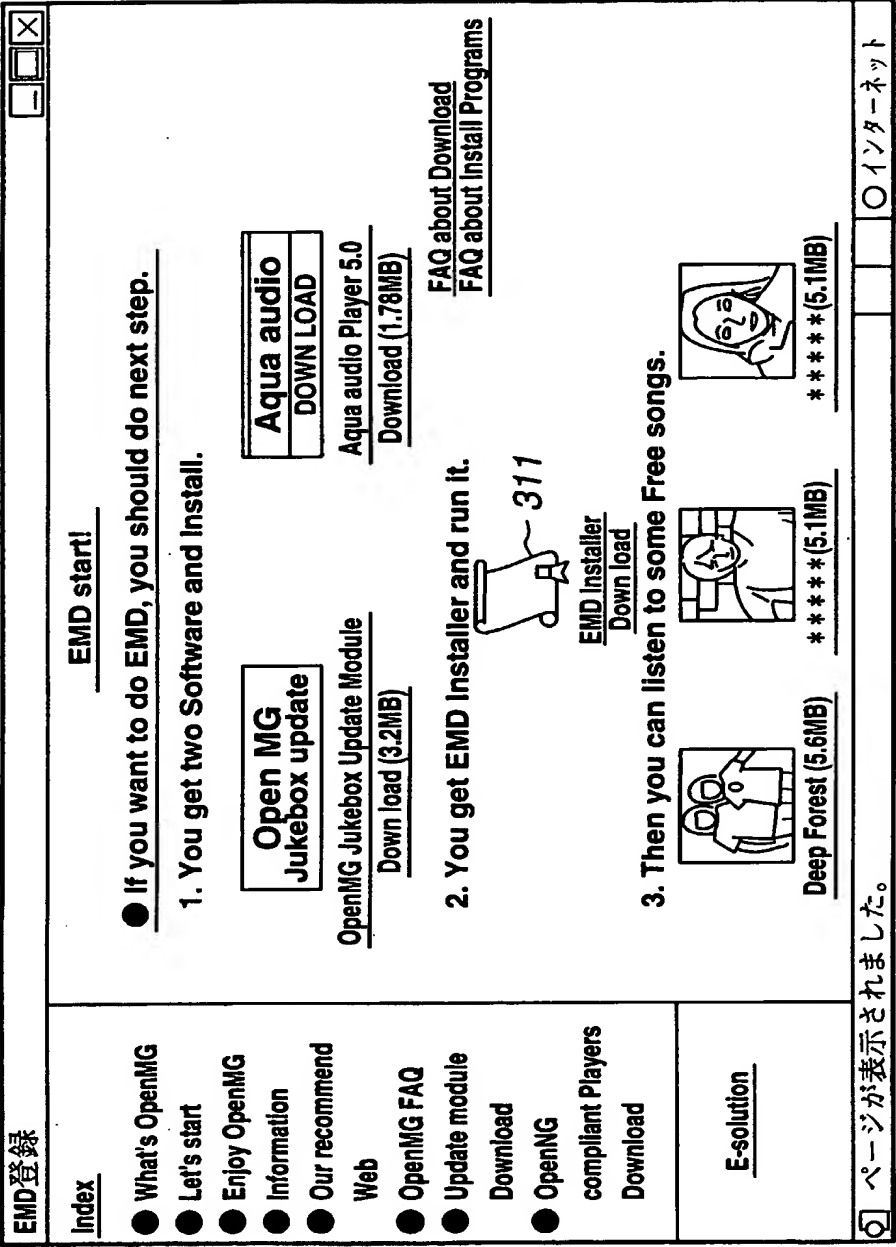 EMD登録
Index
What's OpenMG
Let's start
Enjoy OpenMG
Information
Our recommend
Web
OpenMG FAQ
Update module
Download
OpenNG
compliant Players
Download
E-solution
EMD start!
If you want to do EMD, you should do next step.
1. You get two Software and Install.
Open MG
Jukebox update
OpenMG Jukebox Update Module
Down load (3.2MB)
Aqua audio
DOWN LOAD
Aqua audio Player 5.0
Download (1.78MB)
2. You get EMD Installer and run it.
311
EMD Installer
Down load
FAQ about Download
FAQ about Install Programs
3. Then you can listen to some Free songs.
Deep Forest (5.6MB)
*****(5.1MB)
*****(5.1MB)
ページが表示されました。
インターネット